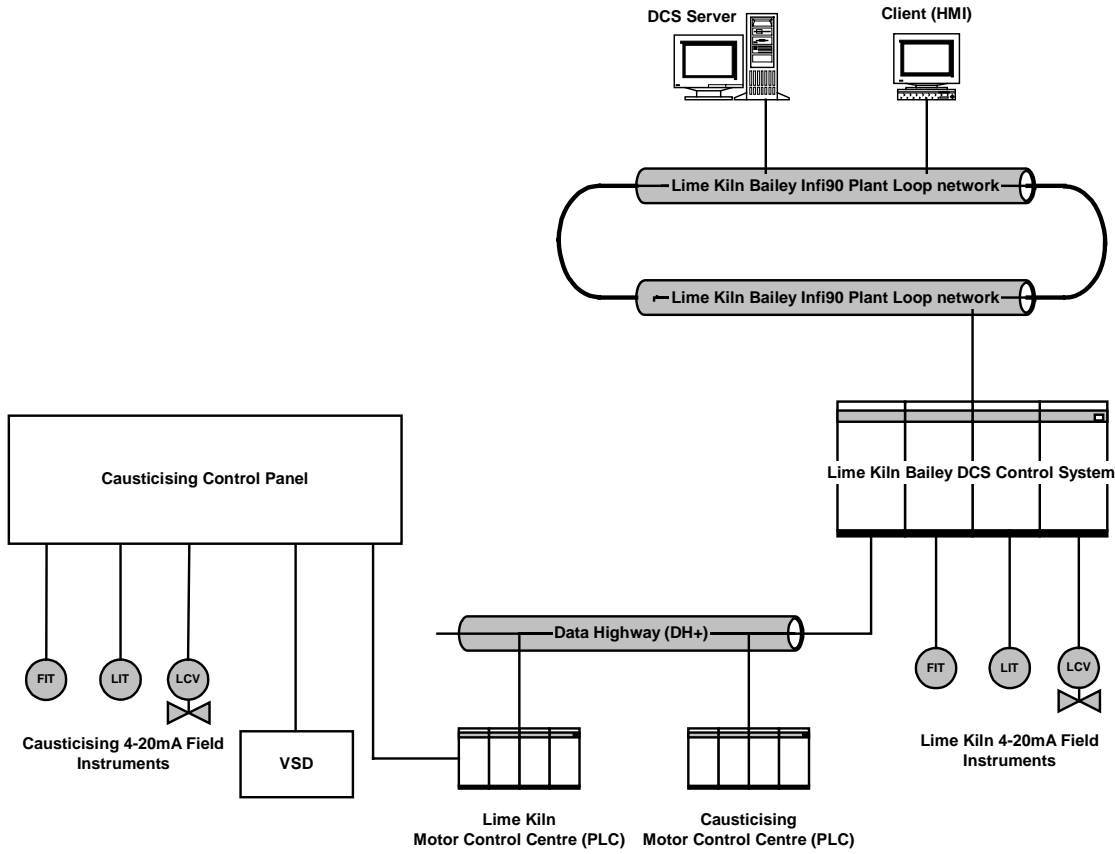 DCS Server
Client (HMI)
Lime Kiln Bailey Infi90 Plant Loop network
Lime Kiln Bailey Infi90 Plant Loop network
Causticising Control Panel
Lime Kiln Bailey DCS Control System
Data Highway (DH+)
FIT
LIT
LCV
FIT
LIT
LCV
Causticising 4-20mA Field
Instruments
VSD
Lime Kiln 4-20mA Field
Instruments
Lime Kiln
Motor Control Centre (PLC)
Causticising
Motor Control Centre (PLC)